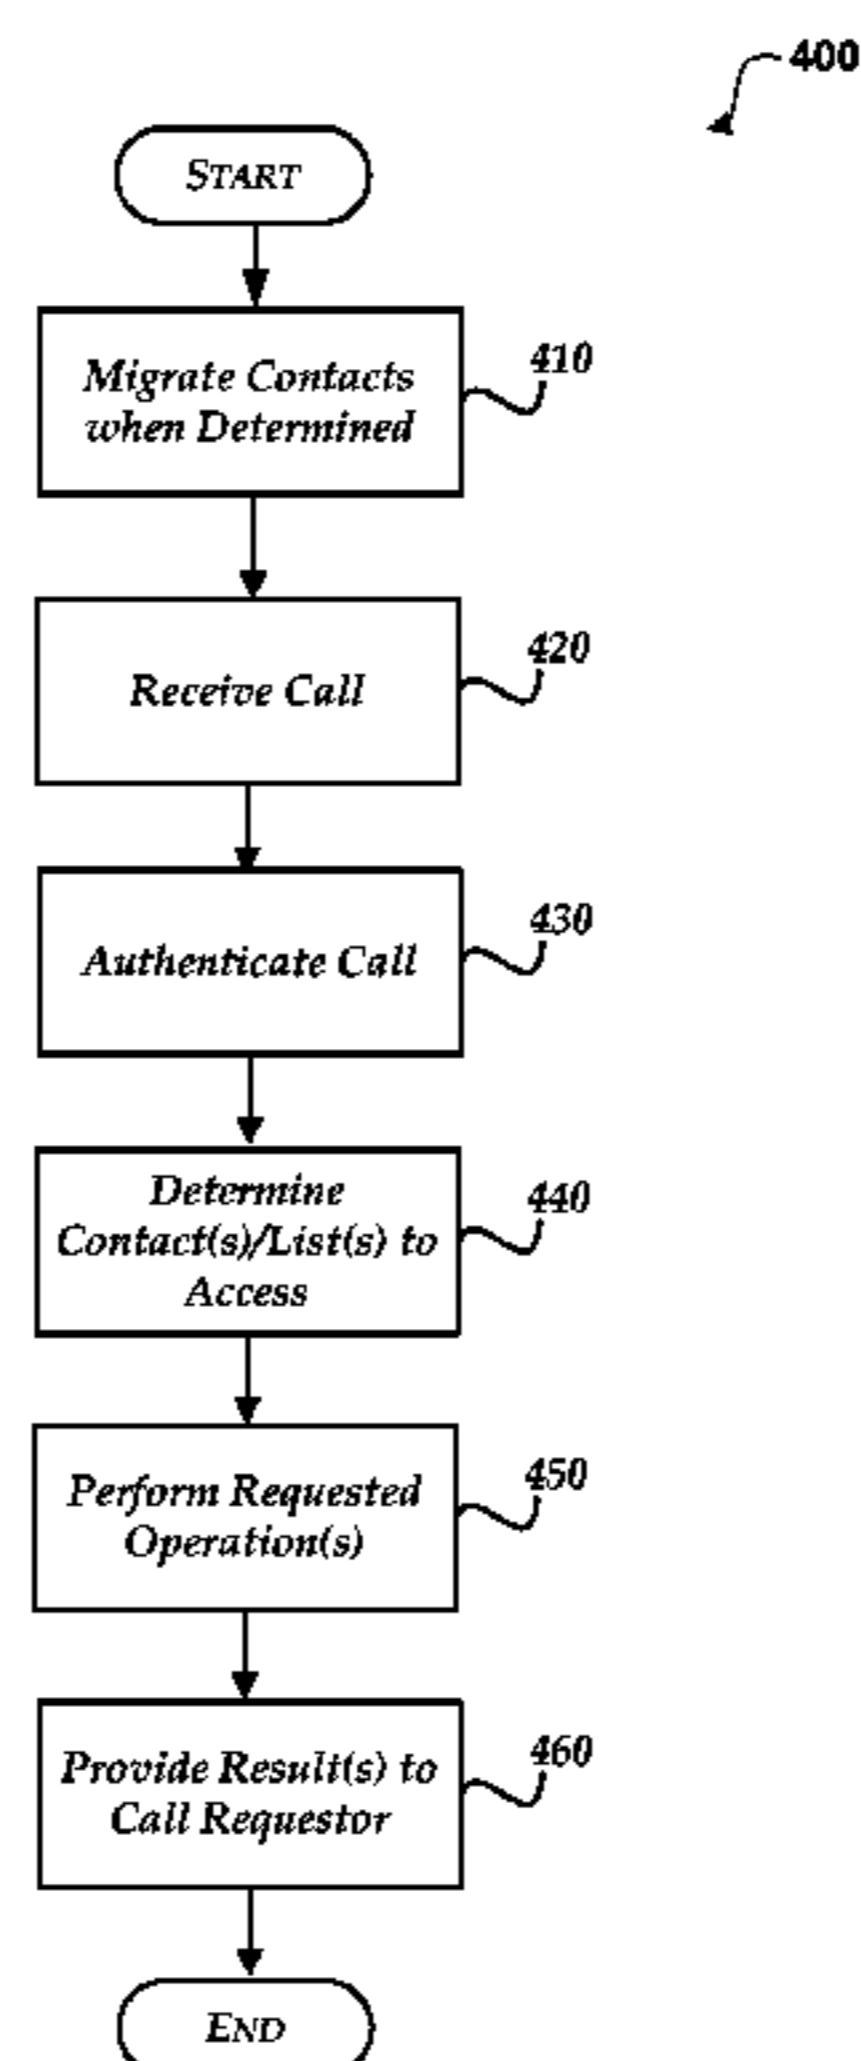 400
START
Migrate Contacts
when Determined
410
Receive Call
420
Authenticate Call
430
Determine
Contact(s)/List(s) to
Access
440
Perform Requested
Operation(s)
450
Provide Result(s) to
Call Requestor
460
END